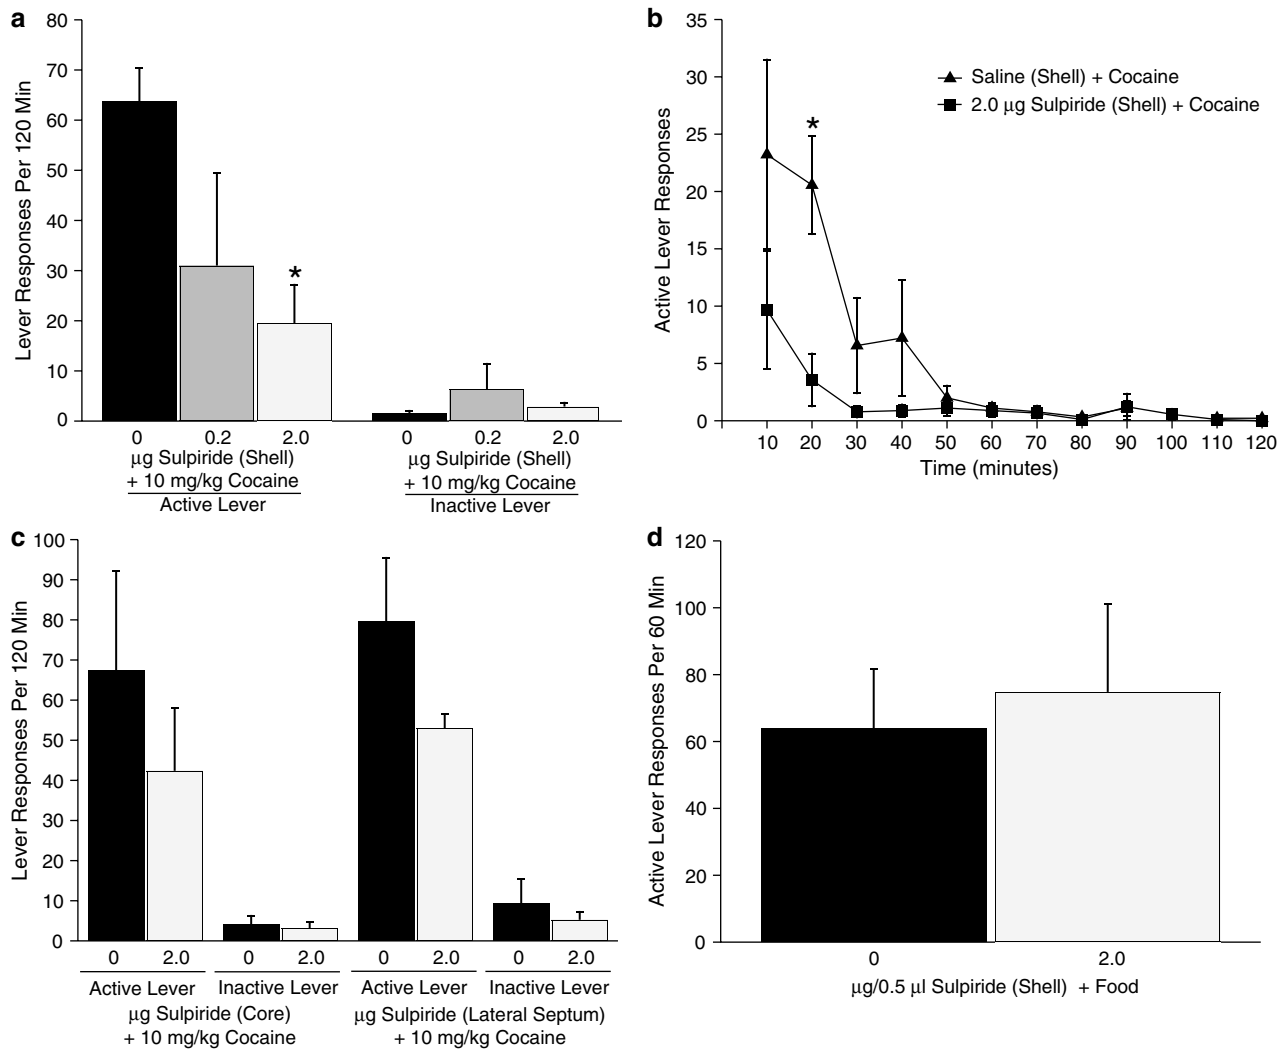 a
80
70
60
50
40
30
20
10
0
Lever Responses Per 120 Min
*
0 0.2 2.0 0 0.2 2.0
μg Sulpiride (Shell) μg Sulpiride (Shell)
+ 10 mg/kg Cocaine + 10 mg/kg Cocaine
Active Lever Inactive Lever
b
35
30
25
20
15
10
5
0
Active Lever Responses
Saline (Shell) + Cocaine
2.0 μg Sulpiride (Shell) + Cocaine
*
10 20 30 40 50 60 70 80 90 100 110 120
Time (minutes)
c
100
90
80
70
60
50
40
30
20
10
0
Lever Responses Per 120 Min
0 2.0 0 2.0 0 2.0 0 2.0
Active Lever Inactive Lever Active Lever Inactive Lever
μg Sulpiride (Core) μg Sulpiride (Lateral Septum)
+ 10 mg/kg Cocaine + 10 mg/kg Cocaine
d
120
100
80
60
40
20
0
Active Lever Responses Per 60 Min
0 2.0
μg/0.5 μl Sulpiride (Shell) + Food